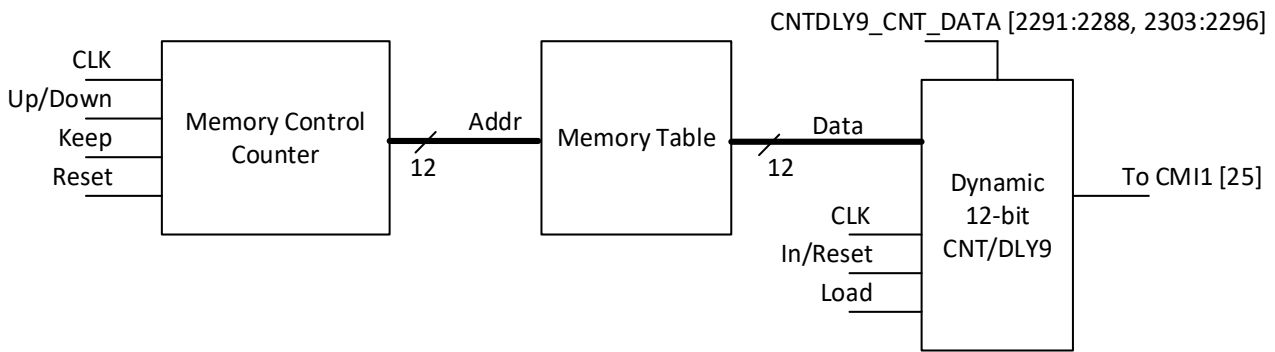 CNTDLY9_CNT_DATA [2291:2288, 2303:2296]
CLK
Up/Down
Keep
Reset
Memory Control
Counter
Addr
12
Memory Table
Data
12
CLK
In/Reset
Load
Dynamic
12-bit
CNT/DLY9
To CMI1 [25]